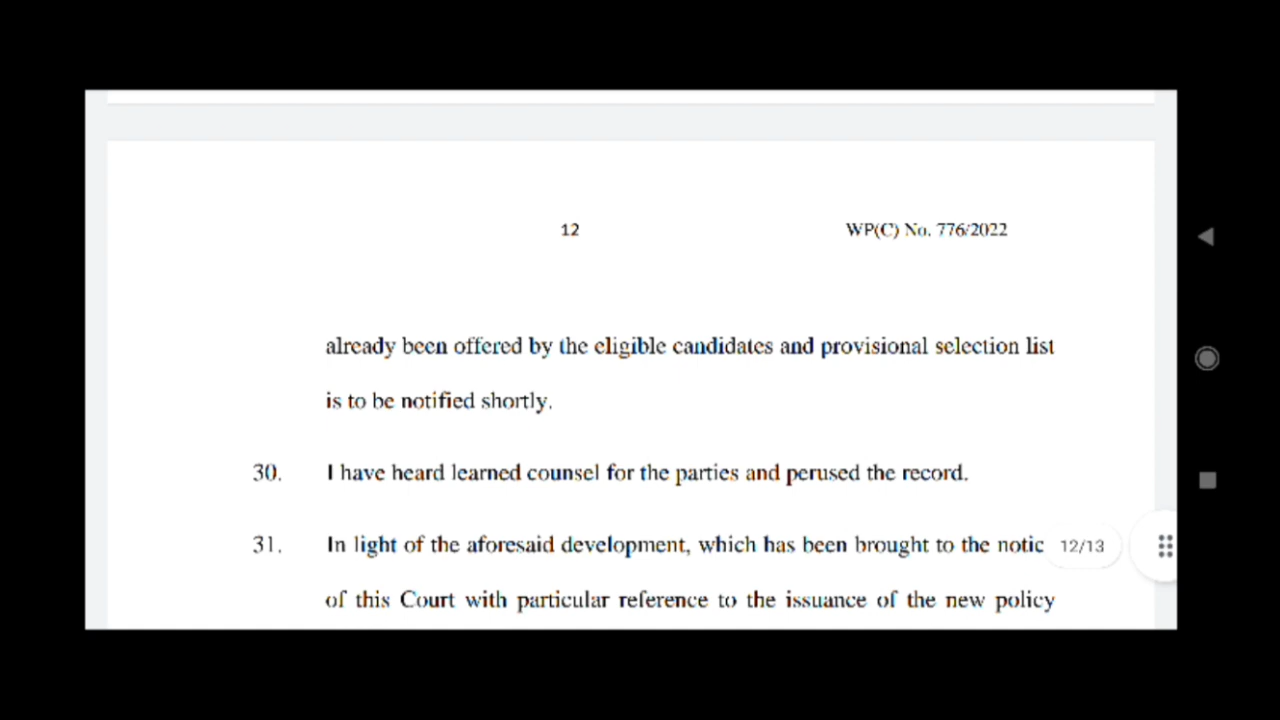 12 WP(C) No. 776/2022
already been offered by the eligible candidates and provisional selection list
is to be notified shortly.
30. I have heard learned counsel for the parties and perused the record.
31. In light of the aforesaid development, which has been brought to the notic
12/13
of this Court with particular reference to the issuance of the new policy